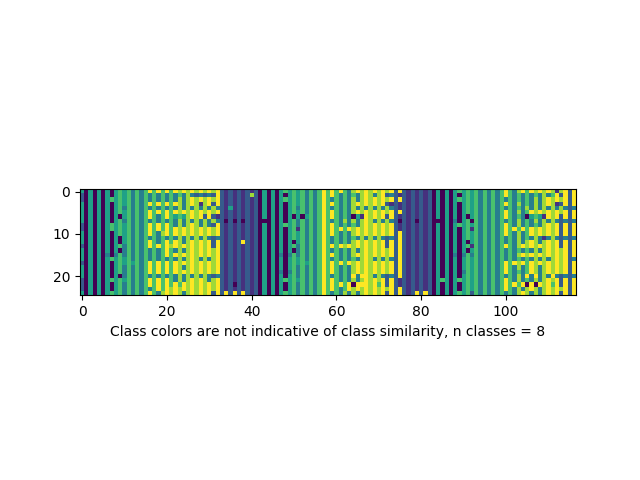 0
10
20
0 20 40 60 80 100
Class colors are not indicative of class similarity, n classes = 8